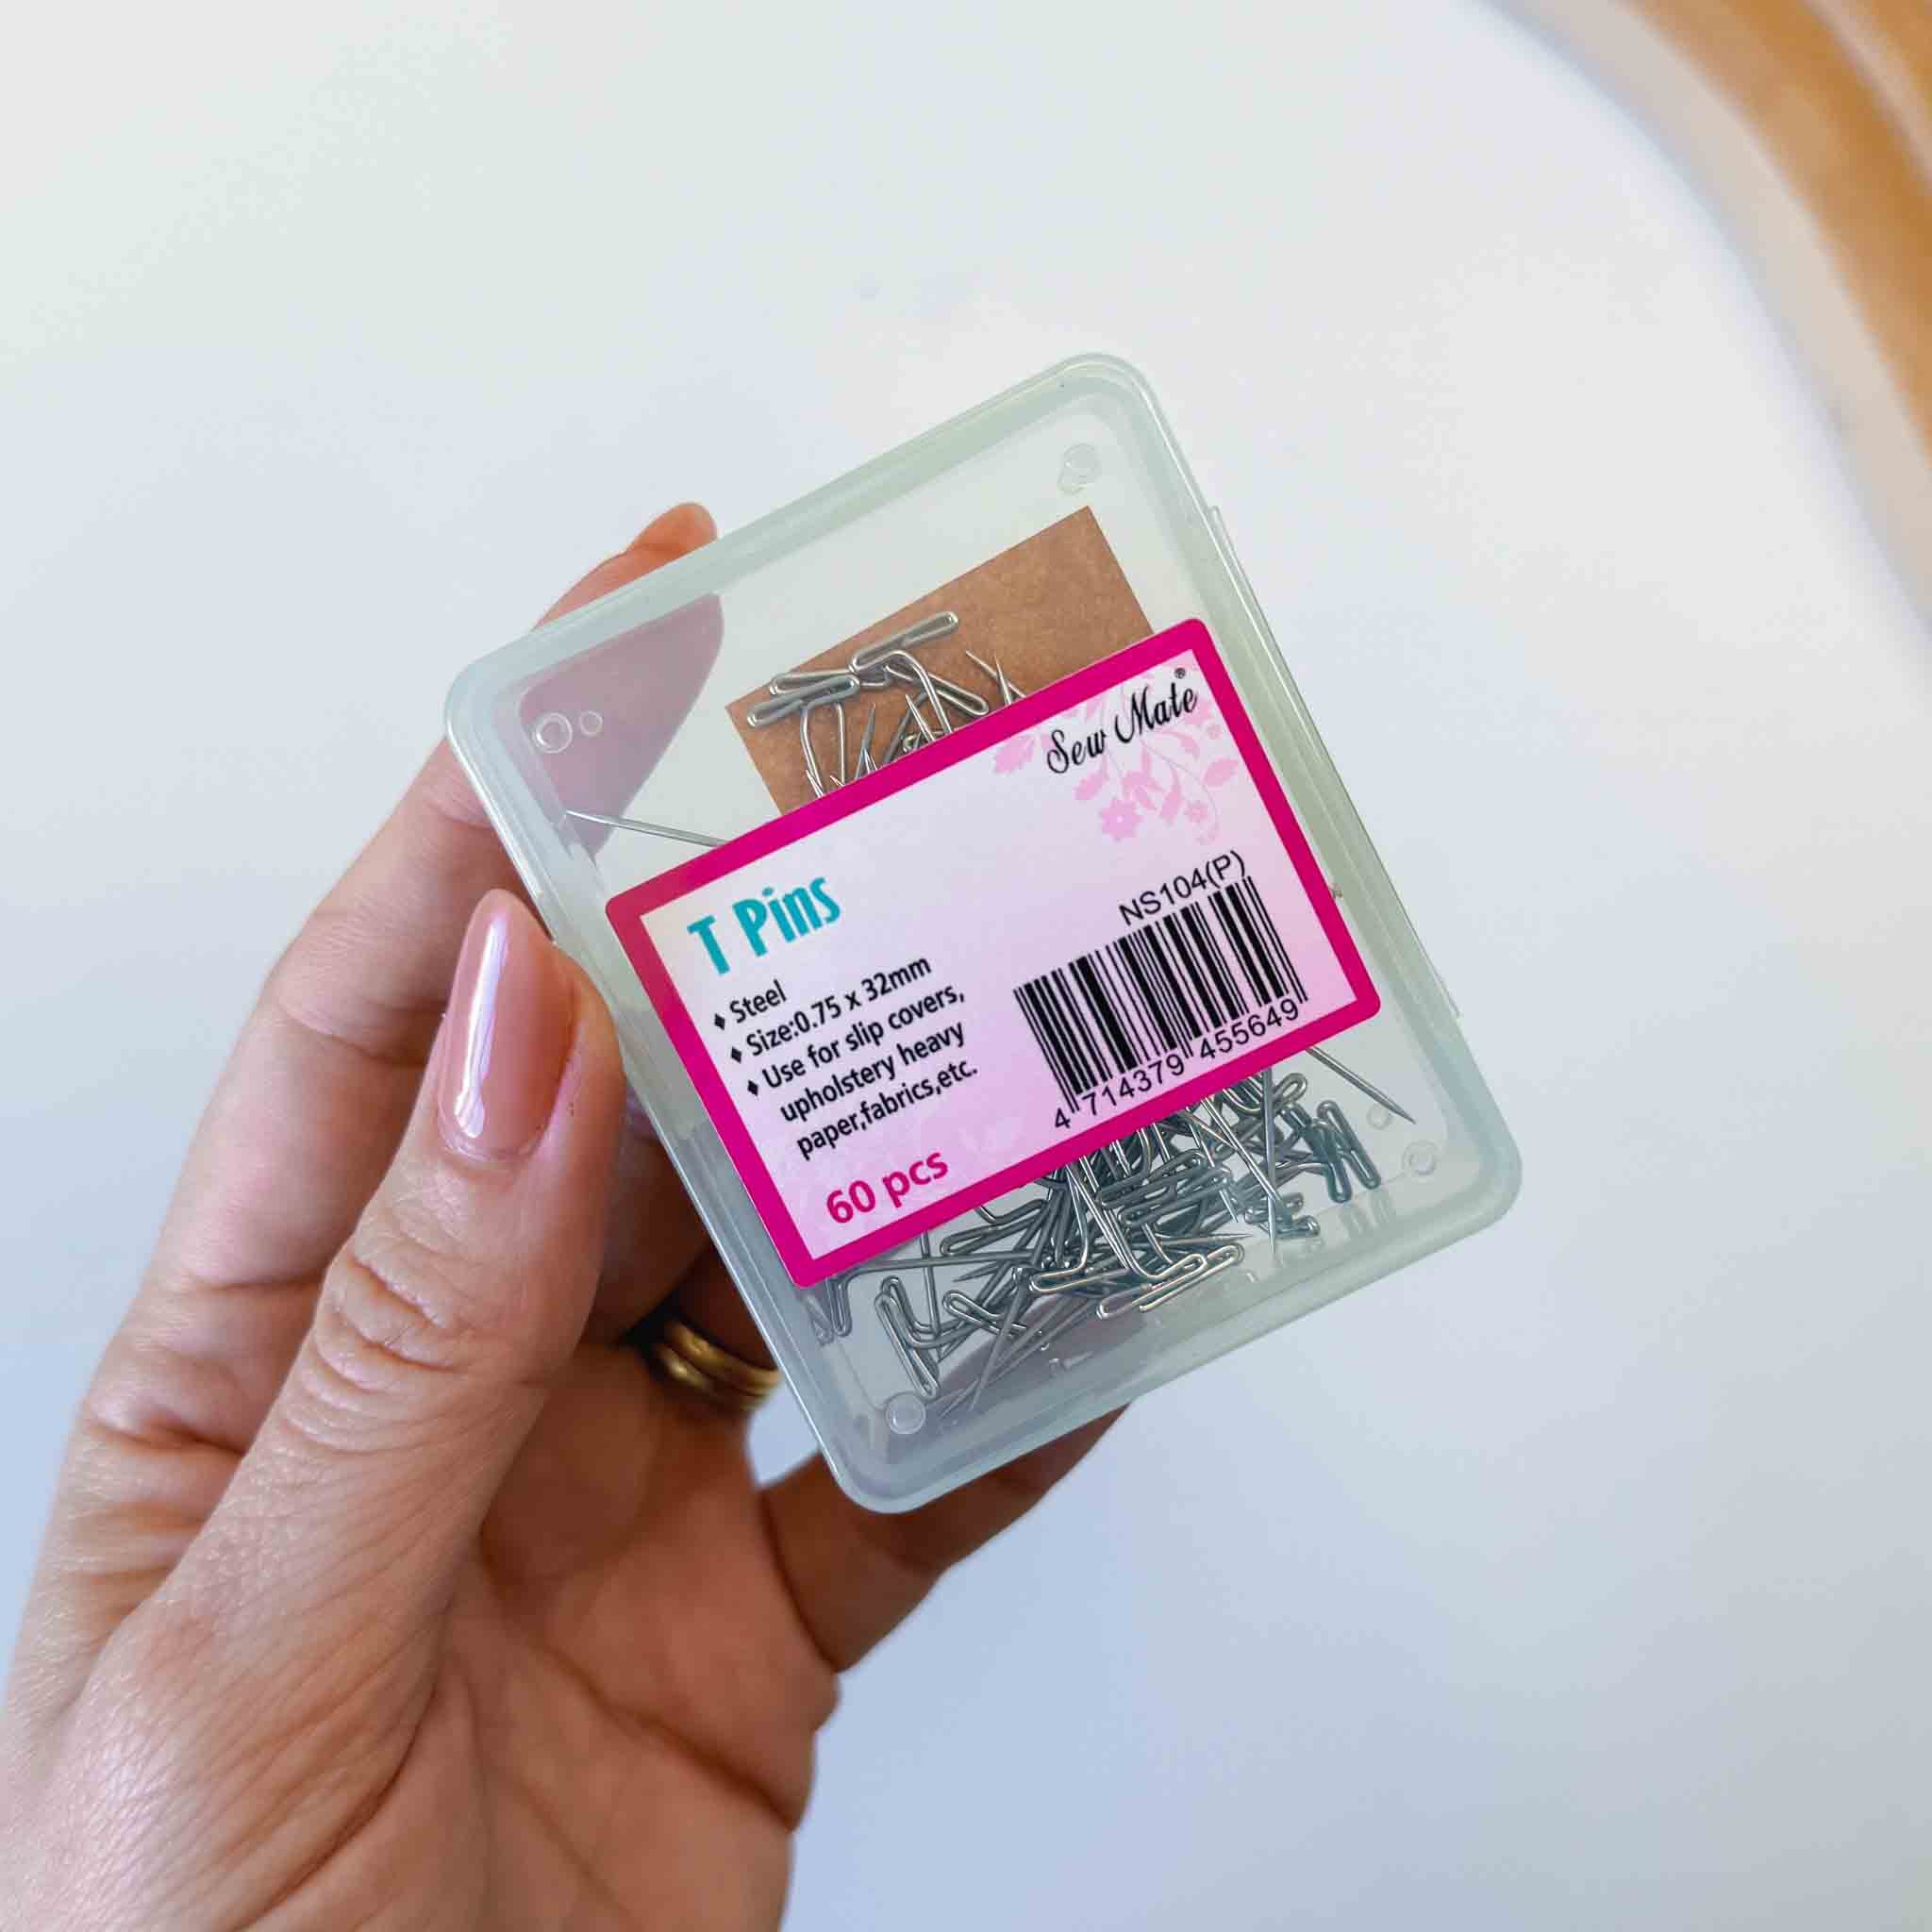 Sew Mate®
T Pins
NS104(P)
♦ Steel
♦ Size:0.75 x 32mm
♦ Use for slip covers,
upholstery heavy
paper,fabrics,etc.
4 714379 455649
60 pcs